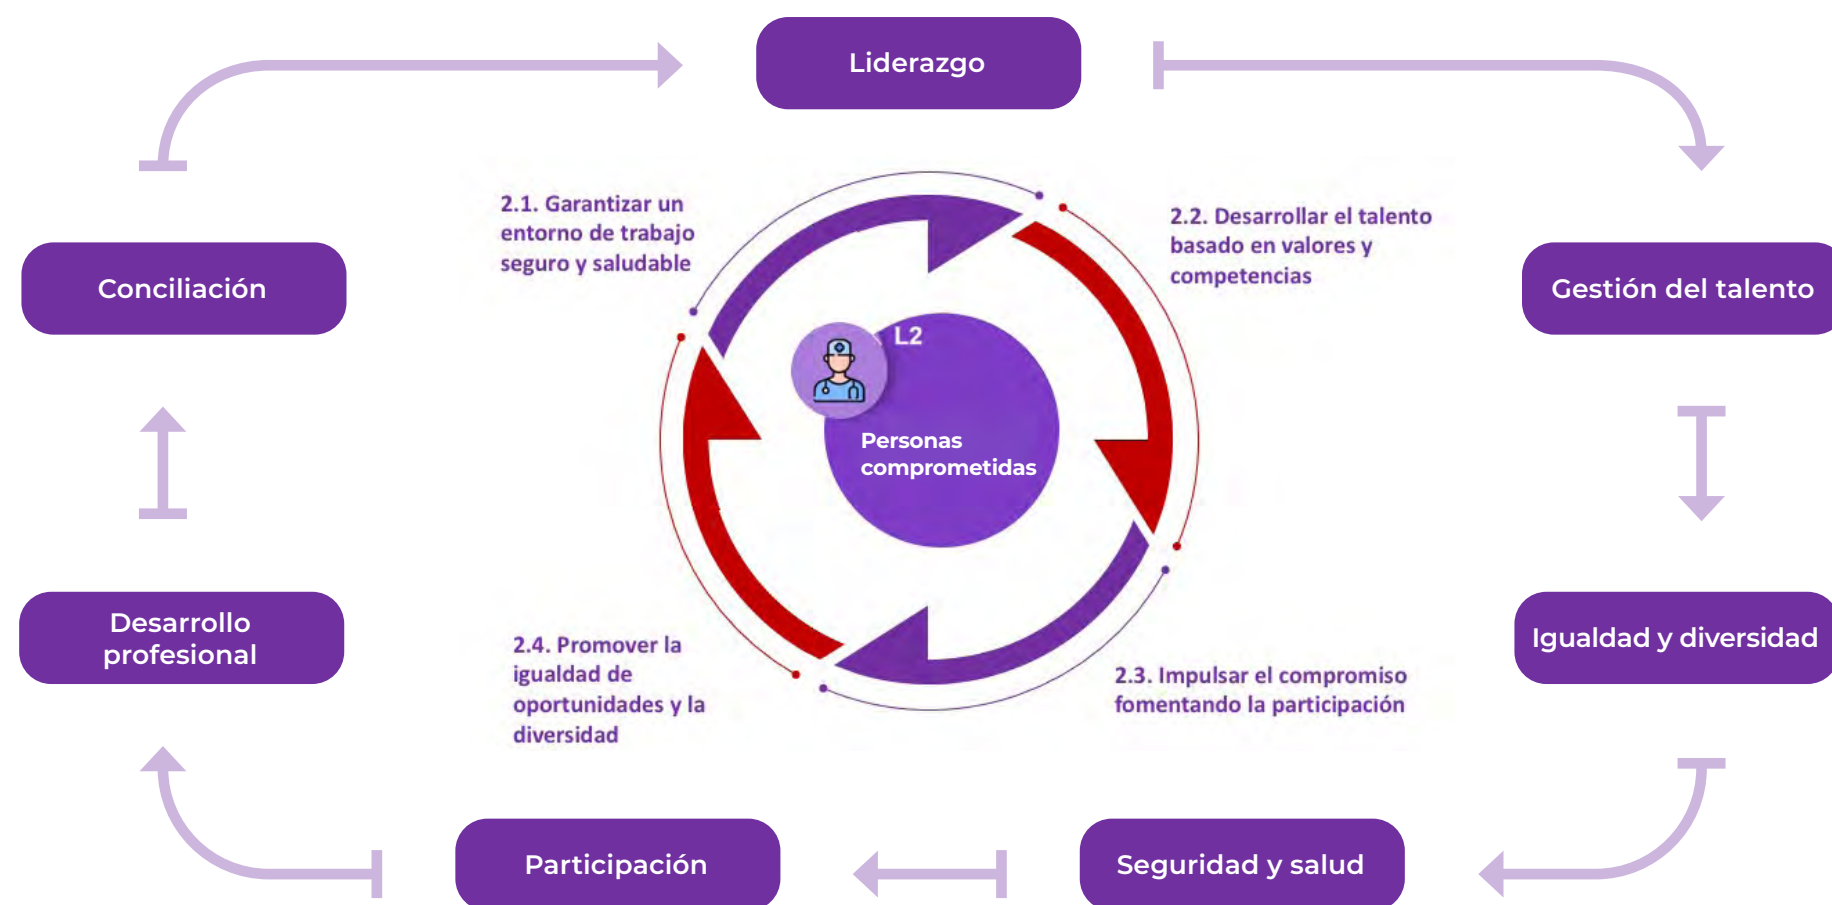 Liderazgo
2.1. Garantizar un
entorno de trabajo
seguro y saludable
2.2. Desarrollar el talento
basado en valores y
competencias
Conciliación
Gestión del talento
L2
Personas
comprometidas
Desarrollo
profesional
Igualdad y diversidad
2.4. Promover la
igualdad de
oportunidades y la
diversidad
2.3. Impulsar el compromiso
fomentando la participación
Participación
Seguridad y salud